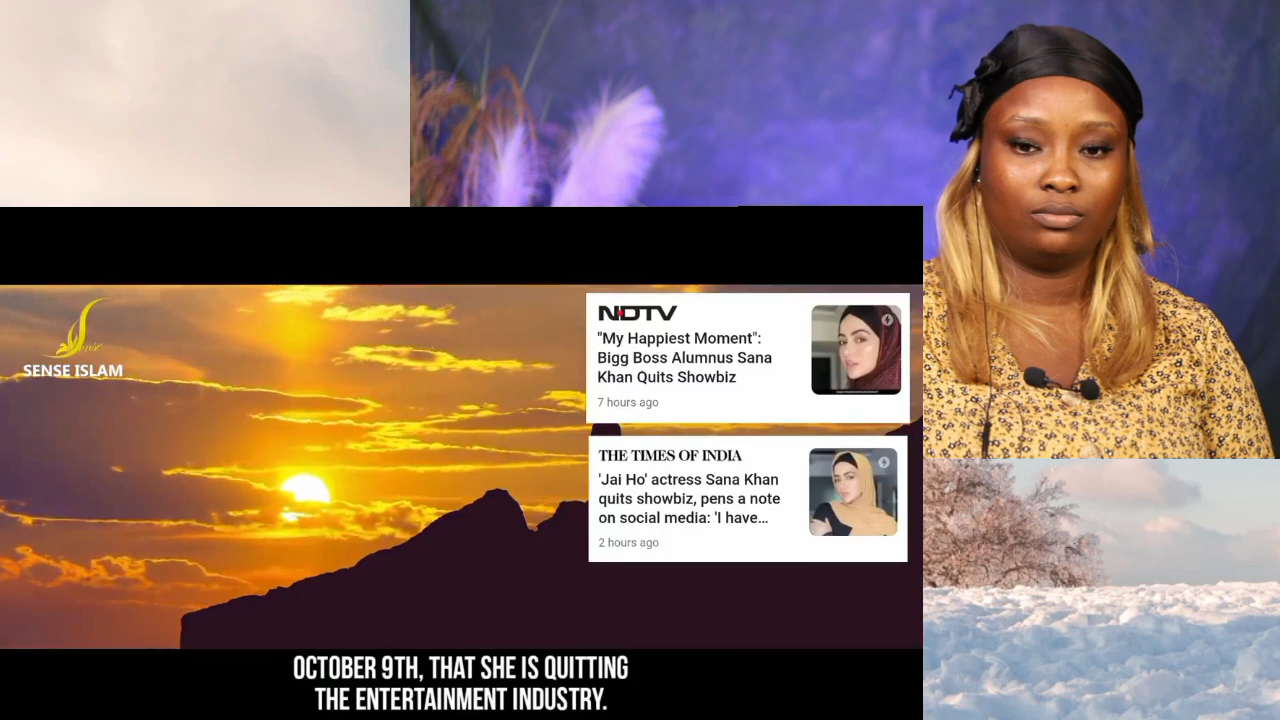 SENSE ISLAM
NDTV
"My Happiest Moment":
Bigg Boss Alumnus Sana
Khan Quits Showbiz
7 hours ago
THE TIMES OF INDIA
'Jai Ho' actress Sana Khan
quits showbiz, pens a note
on social media: 'I have...
2 hours ago
OCTOBER 9TH, THAT SHE IS QUITTING
THE ENTERTAINMENT INDUSTRY.